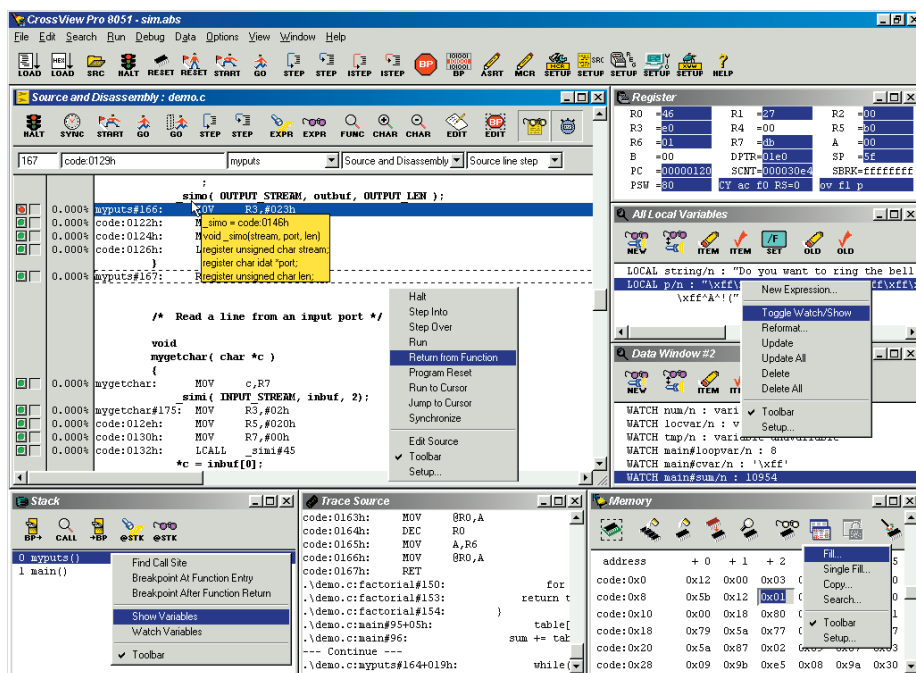 CrossView Pro 8051 - sim.abs
File Edit Search Run Debug Data Options View Window Help
LOAD LOAD SRC HALT RESET RESET START GO STEP STEP ISTEP ISTEP BP BP ASRT MCR SETUP SETUP SETUP SETUP SETUP HELP
Source and Disassembly : demo.c
HALT SYNC START GO GO STEP STEP EXPR EXPR FUNC CHAR CHAR EDIT EDIT
167 code:0129h myputs Source and Disassembly Source line step
;
_simo( OUTPUT_STREAM, outbuf, OUTPUT_LEN );
0.000% myputs#166: MOV R3,#023h
0.000% code:0122h: M
0.000% code:0124h: M
0.000% code:0126h: L
}
0.000% myputs#167: R
_simo = code:0146h
void _simo(stream, port, len)
register unsigned char stream;
register char idat *port;
register unsigned char len;
/* Read a line from an input port */
void
mygetchar( char *c )
{
0.000% mygetchar: MOV c,R7
_simi( INPUT_STREAM, inbuf, 2);
0.000% mygetchar#175: MOV R3,#02h
0.000% code:012eh: MOV R5,#020h
0.000% code:0130h: MOV R7,#00h
0.000% code:0132h: LCALL _simi#45
*c = inbuf[0];
Halt
Step Into
Step Over
Run
Return from Function
Program Reset
Run to Cursor
Jump to Cursor
Synchronize
Edit Source
Toolbar
Setup...
Register
R0 =46 R1 =27 R2 =00
R3 =e0 R4 =00 R5 =b0
R6 =01 R7 =db A =00
B =00 DPTR=01e0 SP =5f
PC =00000120 SCNT=000030e4 SBRK=ffffffff
PSW =80 CY ac f0 RS=0 ov f1 p
All Local Variables
NEW NEW ITEM ITEM SET OLD OLD
LOCAL string/n : "Do you want to ring the bell
LOCAL p/n : "\xff\
\xff^A^!("
New Expression...
Toggle Watch/Show
Reformat...
Update
Update All
Delete
Delete All
Toolbar
Setup...
Data Window #2
NEW NEW ITEM
WATCH num/n : vari
WATCH locvar/n : v
WATCH tmp/n : variable unavailable
WATCH main#loopvar/n : 8
WATCH main#cvar/n : '\xff'
WATCH main#sum/n : 10954
Stack
BP→ CALL →BP @STK @STK
0 myputs()
1 main()
Find Call Site
Breakpoint At Function Entry
Breakpoint After Function Return
Show Variables
Watch Variables
Toolbar
Trace Source
code:0163h: MOV @R0,A
code:0164h: DEC R0
code:0165h: MOV A,R6
code:0166h: MOV @R0,A
code:0167h: RET
.\demo.c:factorial#150: for
.\demo.c:factorial#153: return t
.\demo.c:factorial#154: }
.\demo.c:main#95+05h: table[
.\demo.c:main#96: sum += tab
--- Continue ---
.\demo.c:myputs#164+019h: while(
Memory
address + 0 + 1 + 2
code:0x0 0x12 0x00 0x03
code:0x8 0x5b 0x12 0x01
code:0x10 0x00 0x18 0x80
code:0x18 0x79 0x5a 0x77
code:0x20 0x5a 0x87 0x02
code:0x28 0x09 0x9b 0xe5 0x08 0x9a 0x30
Fill...
Single Fill...
Copy...
Search...
Toolbar
Setup...